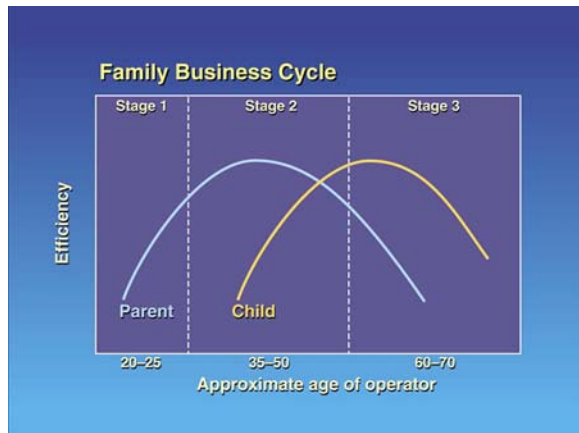 Family Business Cycle
Stage 1 Stage 2 Stage 3
Efficiency
Parent Child
20–25 35–50 60–70
Approximate age of operator